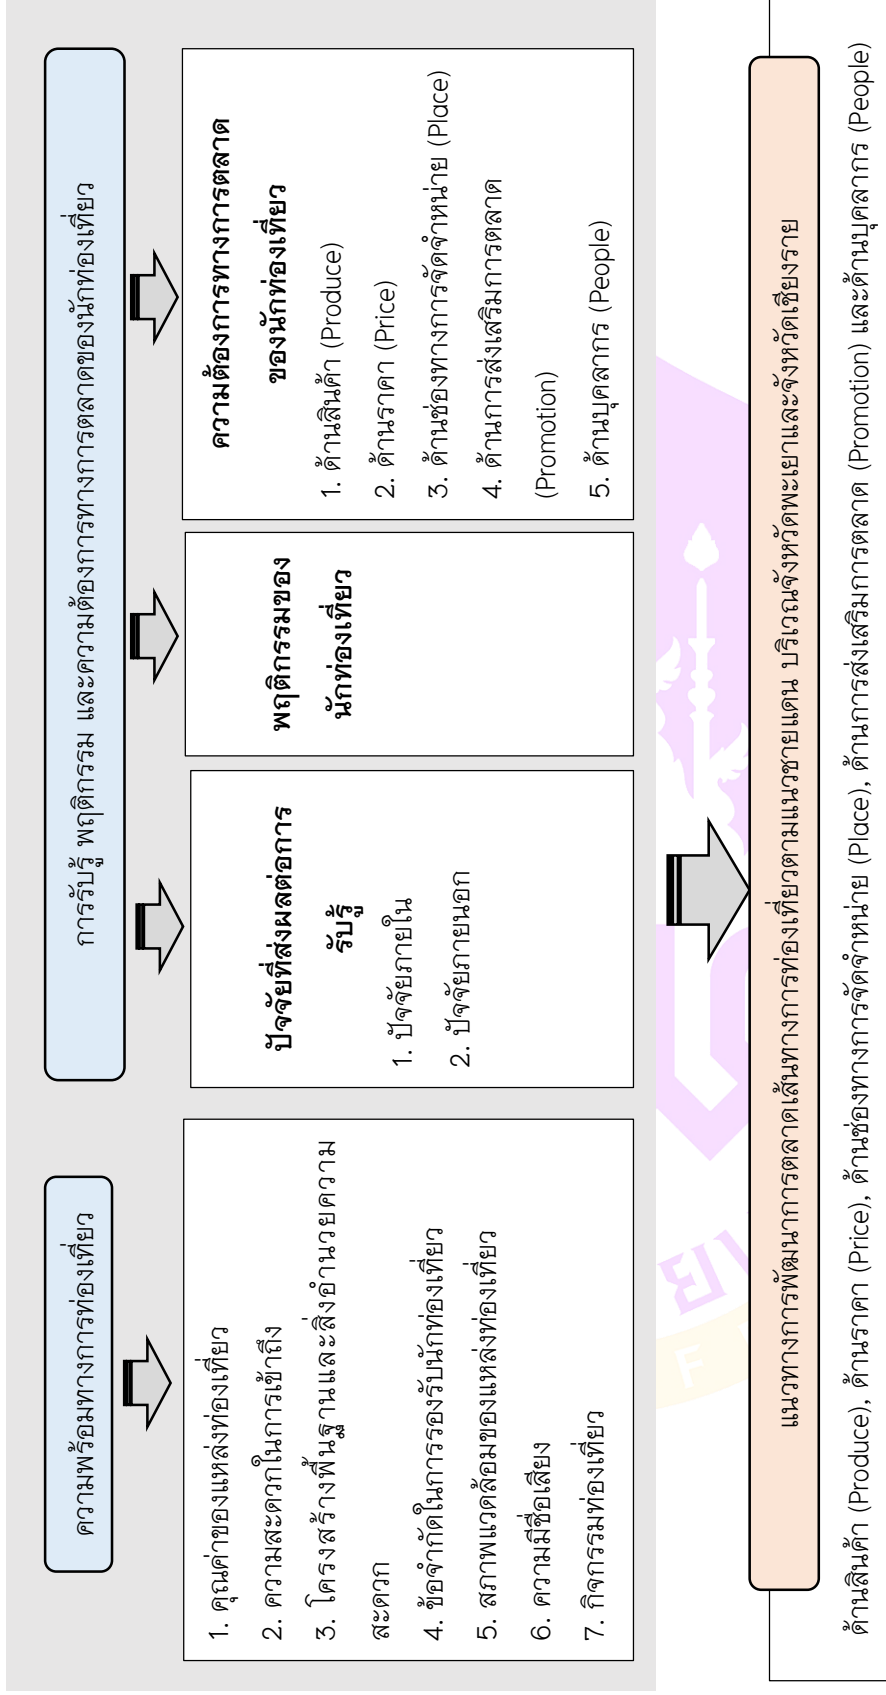 ความพร้อมทางการท่องเที่ยว
1. คุณค่าของแหล่งท่องเที่ยว
2. ความสะดวกในการเข้าถึง
3. โครงสร้างพื้นฐานและสิ่งอำนวยความ
สะดวก
4. ข้อจำกัดในการรองรับนักท่องเที่ยว
5. สภาพแวดล้อมของแหล่งท่องเที่ยว
6. ความมีชื่อเสียง
7. กิจกรรมท่องเที่ยว
การรับรู้ พฤติกรรม และความต้องการทางการตลาดของนักท่องเที่ยว
ปัจจัยที่ส่งผลต่อการ
รับรู้
1. ปัจจัยภายใน
2. ปัจจัยภายนอก
พฤติกรรมของ
นักท่องเที่ยว
ความต้องการทางการตลาด
ของนักท่องเที่ยว
1. ด้านสินค้า (Produce)
2. ด้านราคา (Price)
3. ด้านช่องทางการจัดจำหน่าย (Place)
4. ด้านการส่งเสริมการตลาด
(Promotion)
5. ด้านบุคลากร (People)
แนวทางการพัฒนาการตลาดเส้นทางการท่องเที่ยวตามแนวชายแดน บริเวณจังหวัดพะเยาและจังหวัดเชียงราย
ด้านสินค้า (Produce), ด้านราคา (Price), ด้านช่องทางการจัดจำหน่าย (Place), ด้านการส่งเสริมการตลาด (Promotion) และด้านบุคลากร (People)